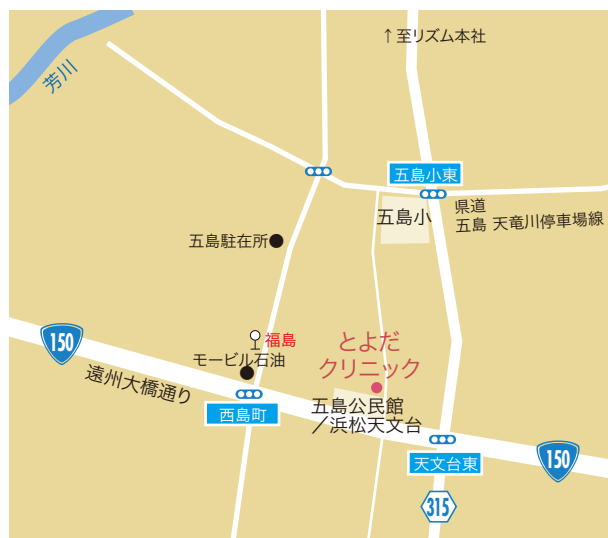 ↑至リズム本社
芳川
五島小東
五島小
県道
五島 天竜川停車場線
五島駐在所
150
福島
モービル石油
とよだ
クリニック
遠州大橋通り
西島町
五島公民館
／浜松天文台
天文台東
150
315